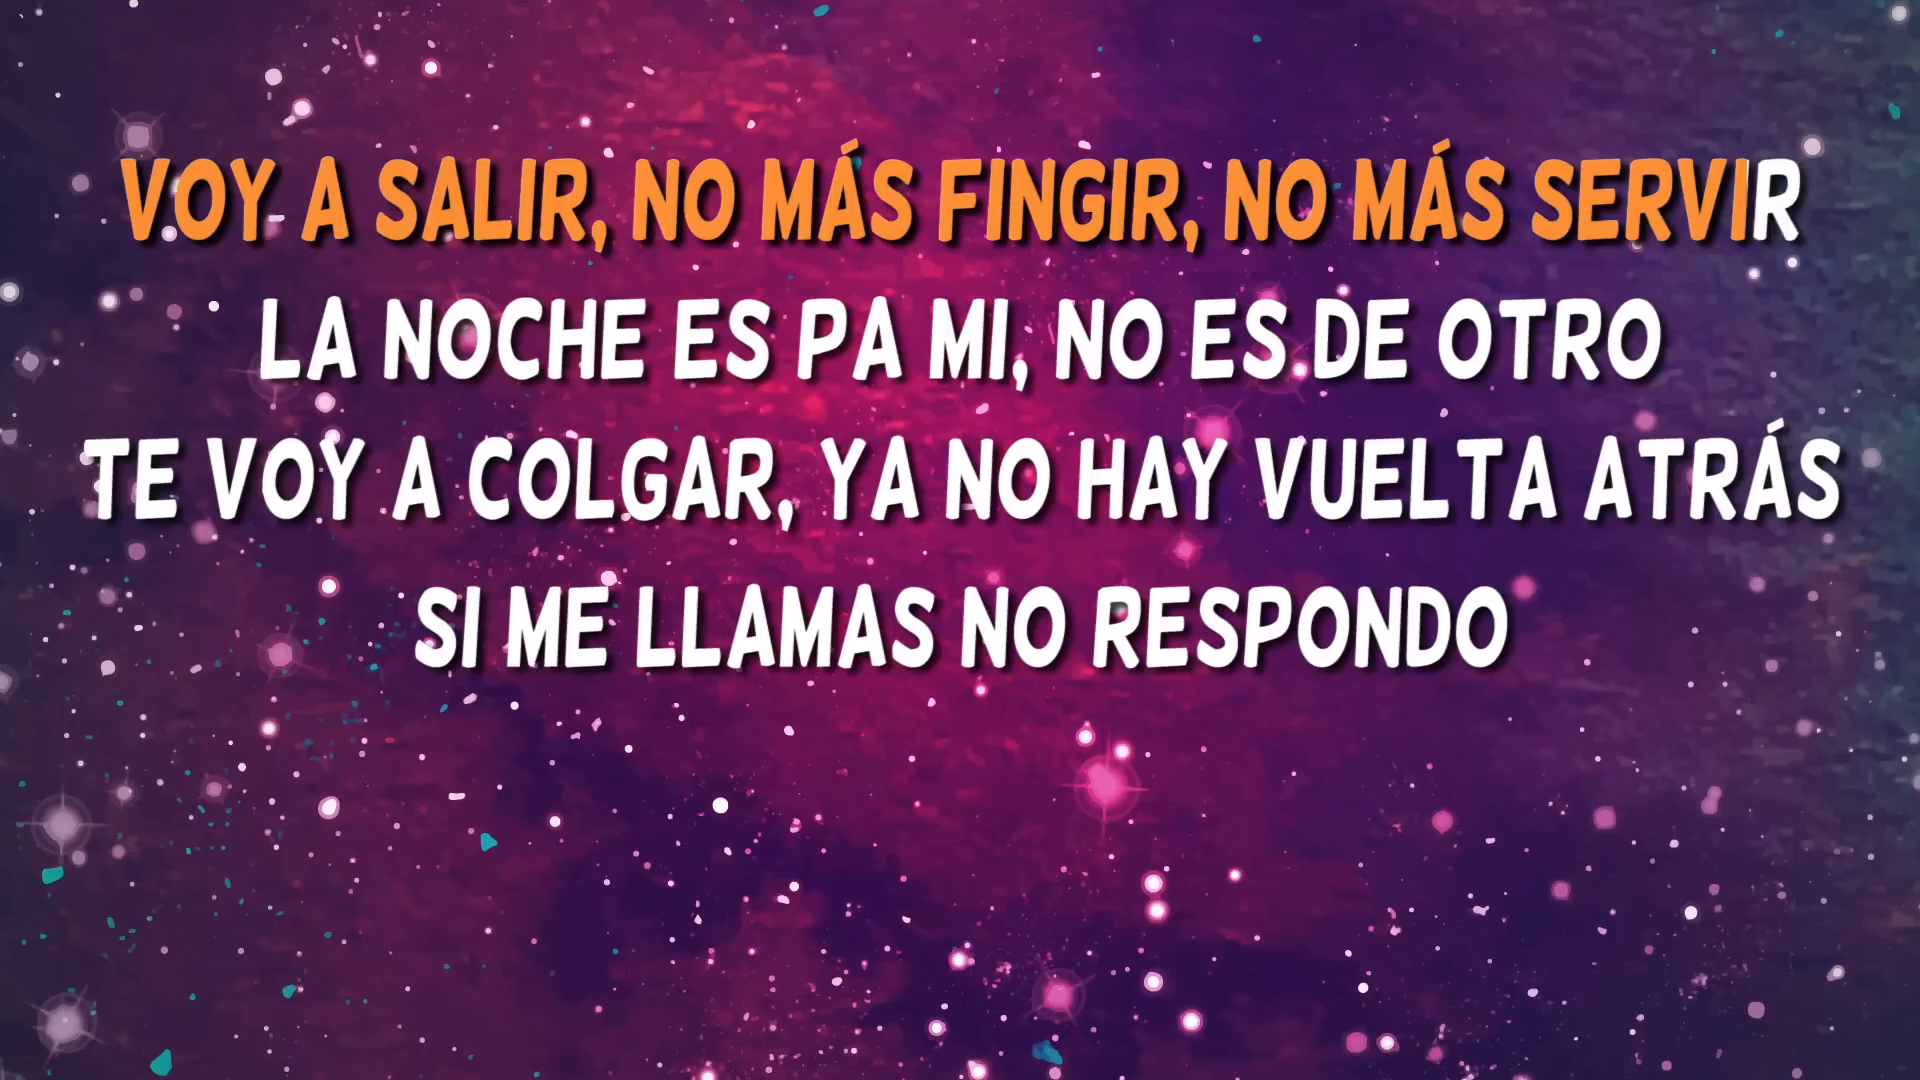 VOY A SALIR, NO MÁS FINGIR, NO MÁS SERVIR
LA NOCHE ES PA MI, NO ES DE OTRO
TE VOY A COLGAR, YA NO HAY VUELTA ATRÁS
SI ME LLAMAS NO RESPONDO